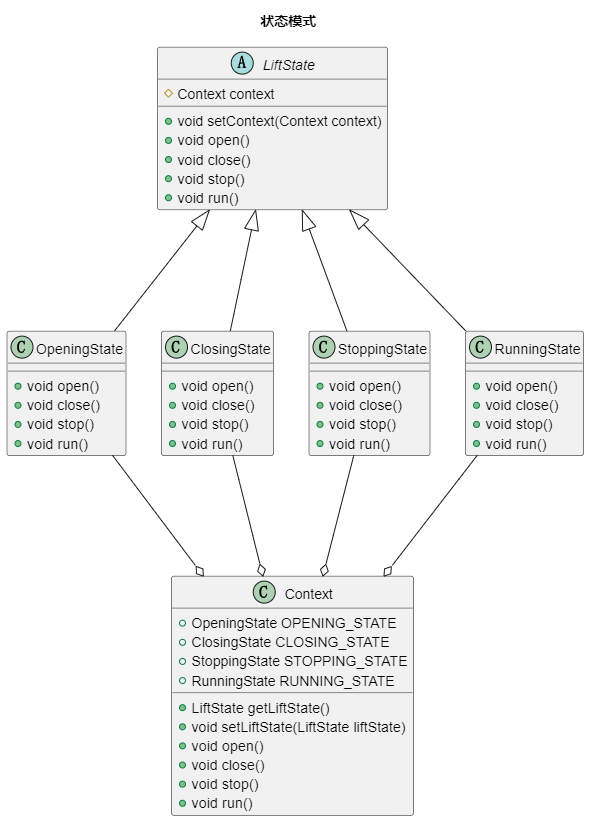 状态模式
A LiftState
Context context
void setContext(Context context)
void open()
void close()
void stop()
void run()
C OpeningState
void open()
void close()
void stop()
void run()
C ClosingState
void open()
void close()
void stop()
void run()
C StoppingState
void open()
void close()
void stop()
void run()
C RunningState
void open()
void close()
void stop()
void run()
C Context
OpeningState OPENING_STATE
ClosingState CLOSING_STATE
StoppingState STOPPING_STATE
RunningState RUNNING_STATE
LiftState getLiftState()
void setLiftState(LiftState liftState)
void open()
void close()
void stop()
void run()